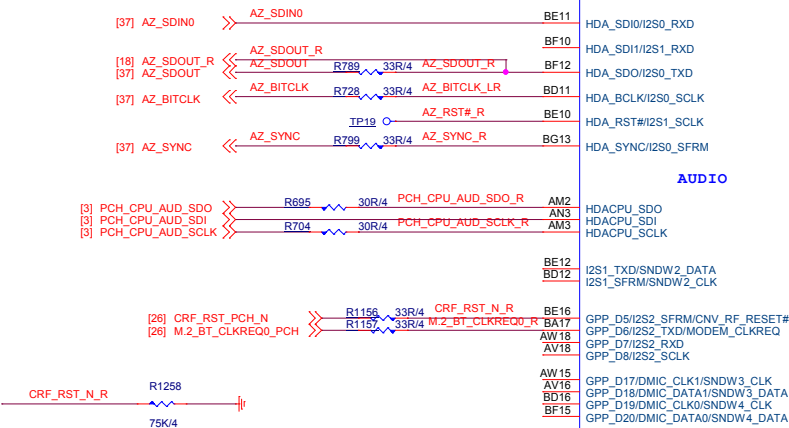 [37] AZ_SDIN0 AZ_SDIN0 BE11 HDA_SDI0/I2S0_RXD
BF10 HDA_SDI1/I2S1_RXD
[18] AZ_SDOUT_R AZ_SDOUT_R
[37] AZ_SDOUT AZ_SDOUT R789 33R/4 AZ_SDOUT_R BF12 HDA_SDO/I2S0_TXD
[37] AZ_BITCLK AZ_BITCLK R728 33R/4 AZ_BITCLK_LR BD11 HDA_BCLK/I2S0_SCLK
TP19 AZ_RST#_R BE10 HDA_RST#/I2S1_SCLK
[37] AZ_SYNC AZ_SYNC R799 33R/4 AZ_SYNC_R BG13 HDA_SYNC/I2S0_SFRM
AUDIO
[3] PCH_CPU_AUD_SDO R695 30R/4 PCH_CPU_AUD_SDO_R AM2 HDACPU_SDO
[3] PCH_CPU_AUD_SDI AN3 HDACPU_SDI
[3] PCH_CPU_AUD_SCLK R704 30R/4 PCH_CPU_AUD_SCLK_R AM3 HDACPU_SCLK
BE12 I2S1_TXD/SNDW2_DATA
BD12 I2S1_SFRM/SNDW2_CLK
[26] CRF_RST_PCH_N R1156 33R/4 CRF_RST_N_R BE16 GPP_D5/I2S2_SFRM/CNV_RF_RESET#
[26] M.2_BT_CLKREQ0_PCH R1157 33R/4 M.2_BT_CLKREQ0_R BA17 GPP_D6/I2S2_TXD/MODEM_CLKREQ
AW18 GPP_D7/I2S2_RXD
AV18 GPP_D8/I2S2_SCLK
AW15 GPP_D17/DMIC_CLK1/SNDW3_CLK
AV16 GPP_D18/DMIC_DATA1/SNDW3_DATA
BD16 GPP_D19/DMIC_CLK0/SNDW4_CLK
BF15 GPP_D20/DMIC_DATA0/SNDW4_DATA
CRF_RST_N_R R1258
75K/4